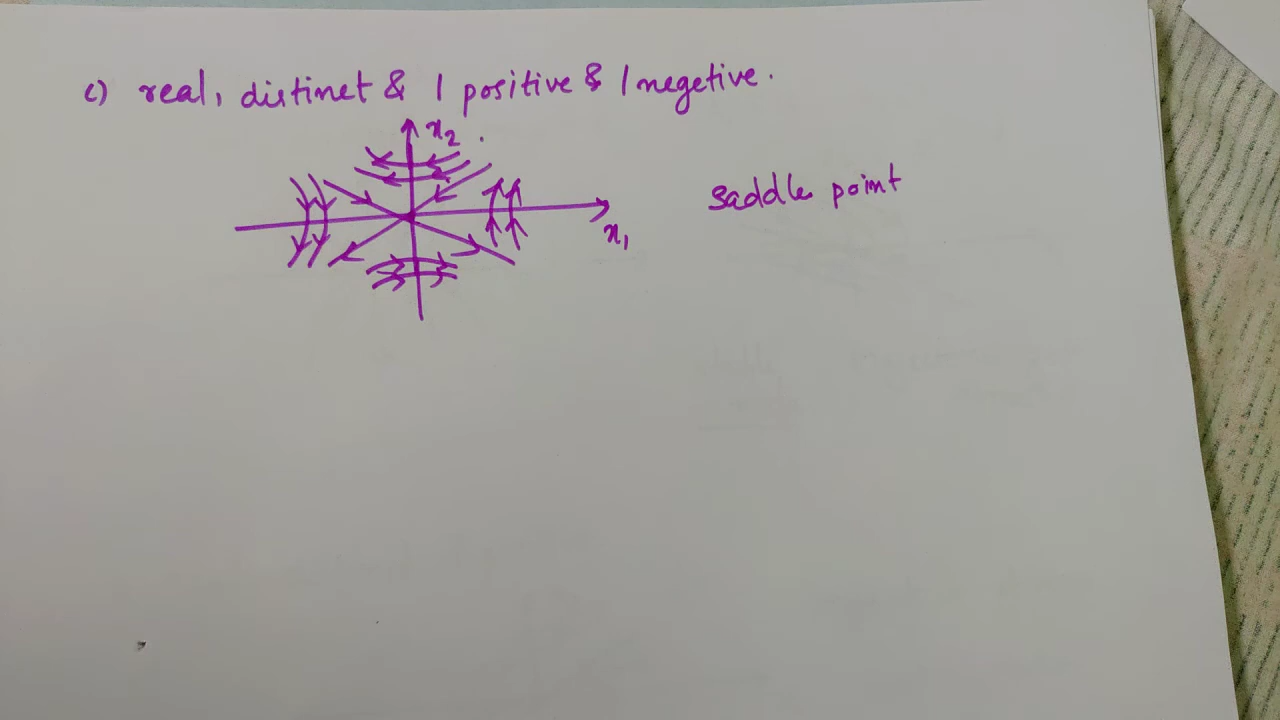 c) real, distinct & 1 positive & 1 negetive.
x2
saddle point
x1